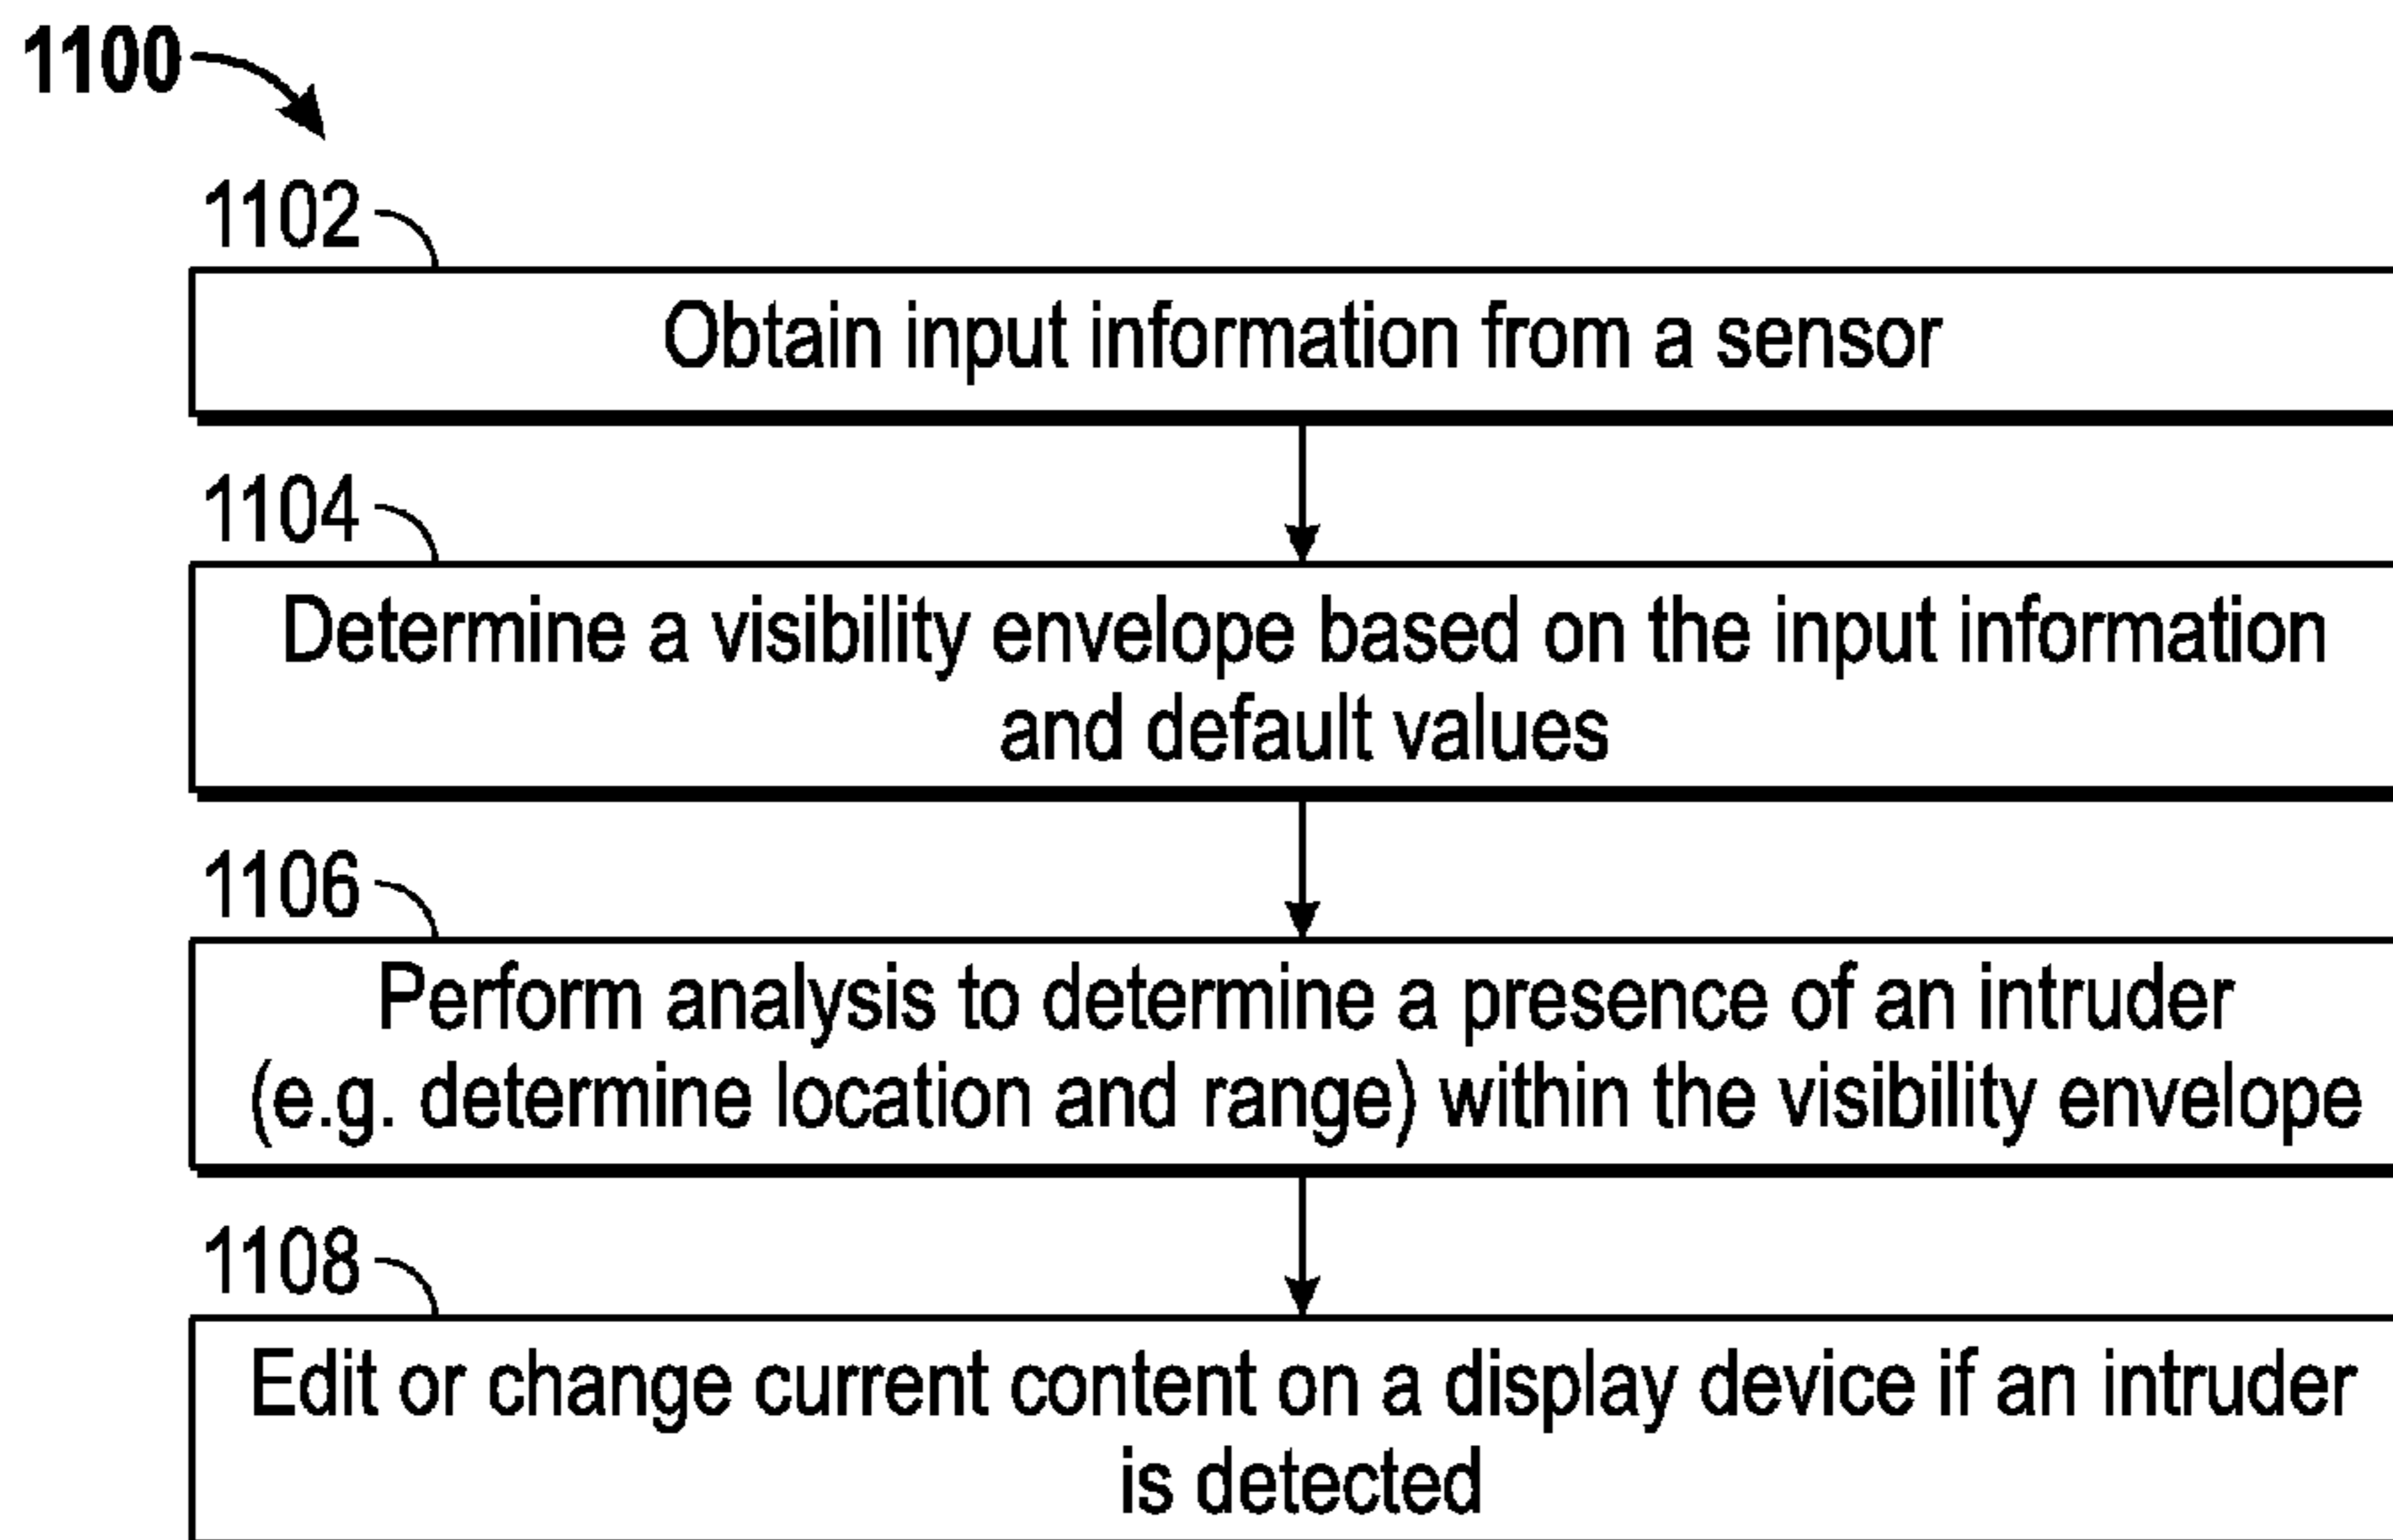 1100
1102
Obtain input information from a sensor
1104
Determine a visibility envelope based on the input information
and default values
1106
Perform analysis to determine a presence of an intruder
(e.g. determine location and range) within the visibility envelope
1108
Edit or change current content on a display device if an intruder
is detected